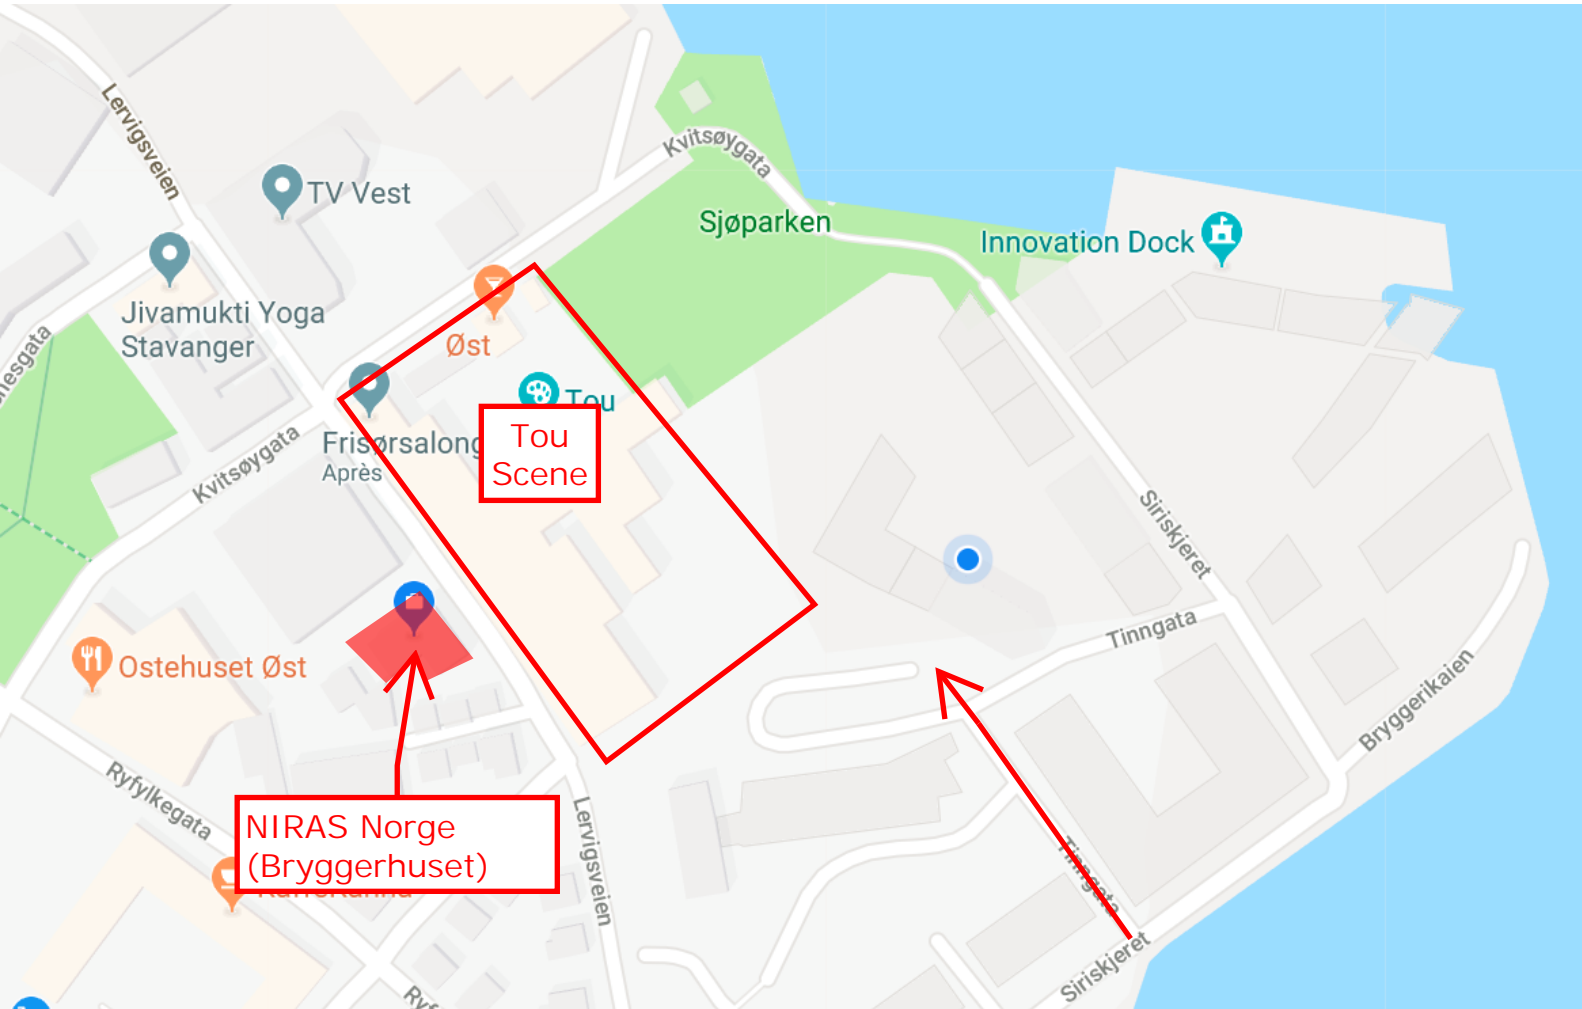 Lervigsveien
Kvitsøygata
TV Vest
Sjøparken
Innovation Dock
Jivamukti Yoga
Stavanger
Øst
Tou
Tou
Scene
Frisørsalong
Après
Kvitsøygata
Siriskjeret
Tinngata
Ostehuset Øst
Bryggerikaien
Ryfylkegata
NIRAS Norge
(Bryggerhuset)
Lervigsveien
Tinngata
Siriskjeret